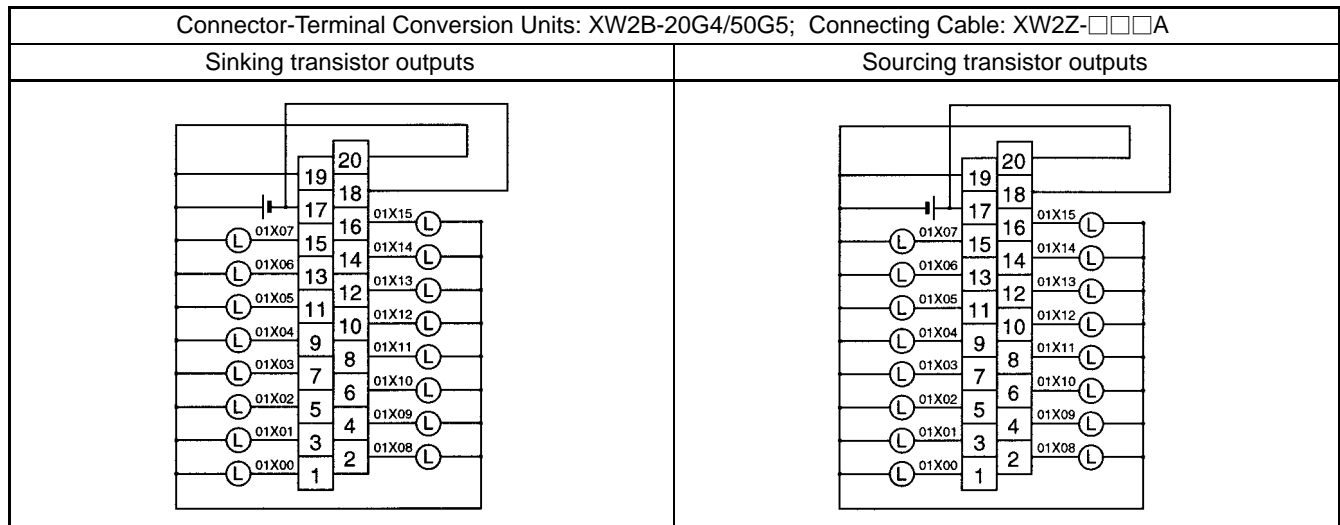 Connector-Terminal Conversion Units: XW2B-20G4/50G5; Connecting Cable: XW2Z-□□□A
Sinking transistor outputs
Sourcing transistor outputs
20
19
18
17
01X15
L
16
L
01X07
15
01X14
L
14
L
01X06
13
01X13
L
12
L
01X05
11
01X12
L
10
L
01X04
9
01X11
L
8
L
01X03
7
01X10
L
6
L
01X02
5
01X09
L
4
L
01X01
3
01X08
L
2
L
01X00
1
20
19
18
17
01X15
L
16
L
01X07
15
01X14
L
14
L
01X06
13
01X13
L
12
L
01X05
11
01X12
L
10
L
01X04
9
01X11
L
8
L
01X03
7
01X10
L
6
L
01X02
5
01X09
L
4
L
01X01
3
01X08
L
2
L
01X00
1